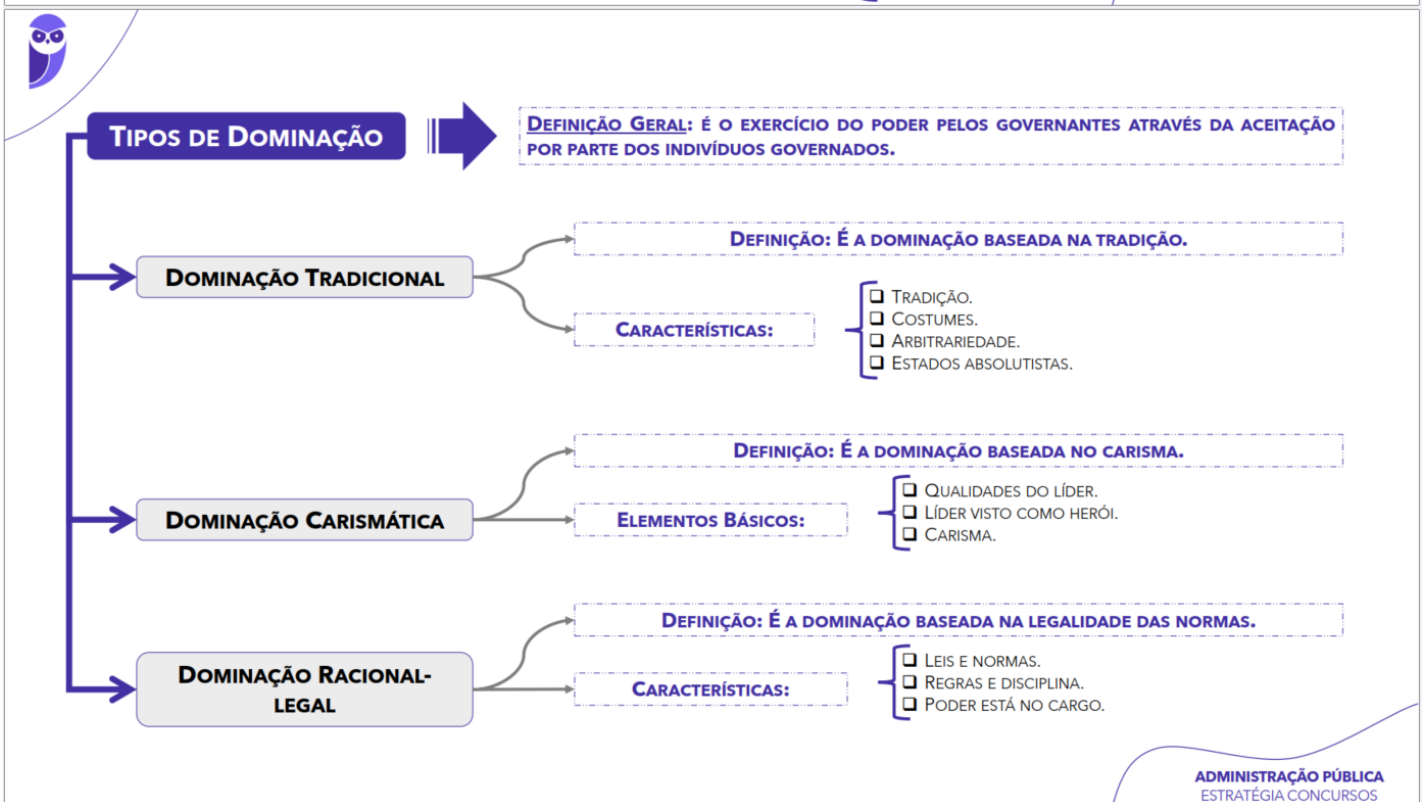 TIPOS DE DOMINAÇÃO
DEFINIÇÃO GERAL: É O EXERCÍCIO DO PODER PELOS GOVERNANTES ATRAVÉS DA ACEITAÇÃO
POR PARTE DOS INDIVÍDUOS GOVERNADOS.
DOMINAÇÃO TRADICIONAL
DEFINIÇÃO: É A DOMINAÇÃO BASEADA NA TRADIÇÃO.
CARACTERÍSTICAS:
TRADIÇÃO.
COSTUMES.
ARBITRARIEDADE.
ESTADOS ABSOLUTISTAS.
DOMINAÇÃO CARISMÁTICA
DEFINIÇÃO: É A DOMINAÇÃO BASEADA NO CARISMA.
ELEMENTOS BÁSICOS:
QUALIDADES DO LÍDER.
LÍDER VISTO COMO HERÓI.
CARISMA.
DOMINAÇÃO RACIONAL-
LEGAL
DEFINIÇÃO: É A DOMINAÇÃO BASEADA NA LEGALIDADE DAS NORMAS.
CARACTERÍSTICAS:
LEIS E NORMAS.
REGRAS E DISCIPLINA.
PODER ESTÁ NO CARGO.
ADMINISTRAÇÃO PÚBLICA
ESTRATÉGIA CONCURSOS